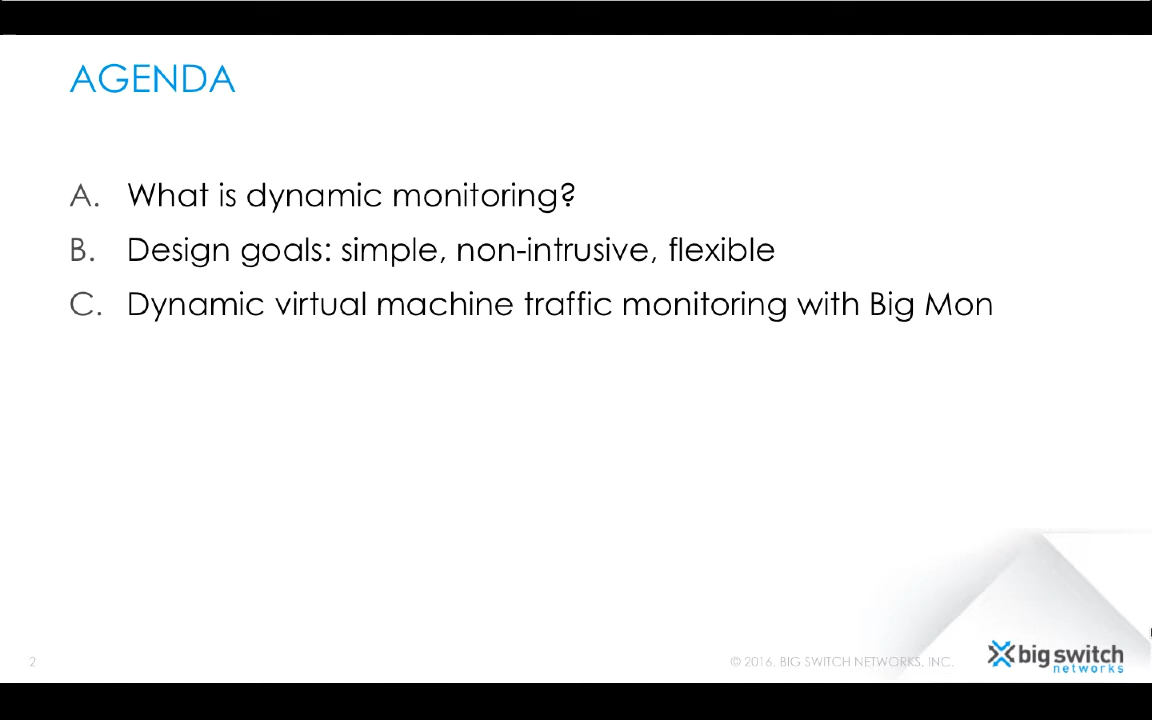 AGENDA
A. What is dynamic monitoring?
B. Design goals: simple, non-intrusive, flexible
C. Dynamic virtual machine traffic monitoring with Big Mon
2
© 2016. BIG SWITCH NETWORKS, INC.
big switch
networks